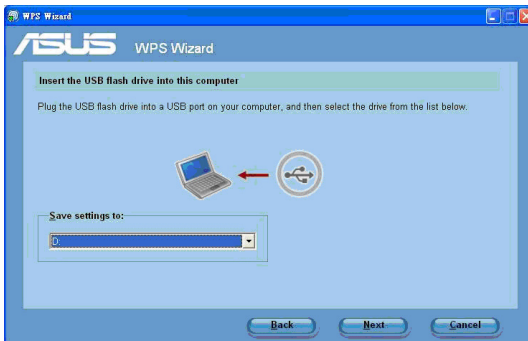 WPS Wizard
ASUS WPS Wizard
Insert the USB flash drive into this computer
Plug the USB flash drive into a USB port on your computer, and then select the drive from the list below.
Save settings to:
D:
Back Next Cancel